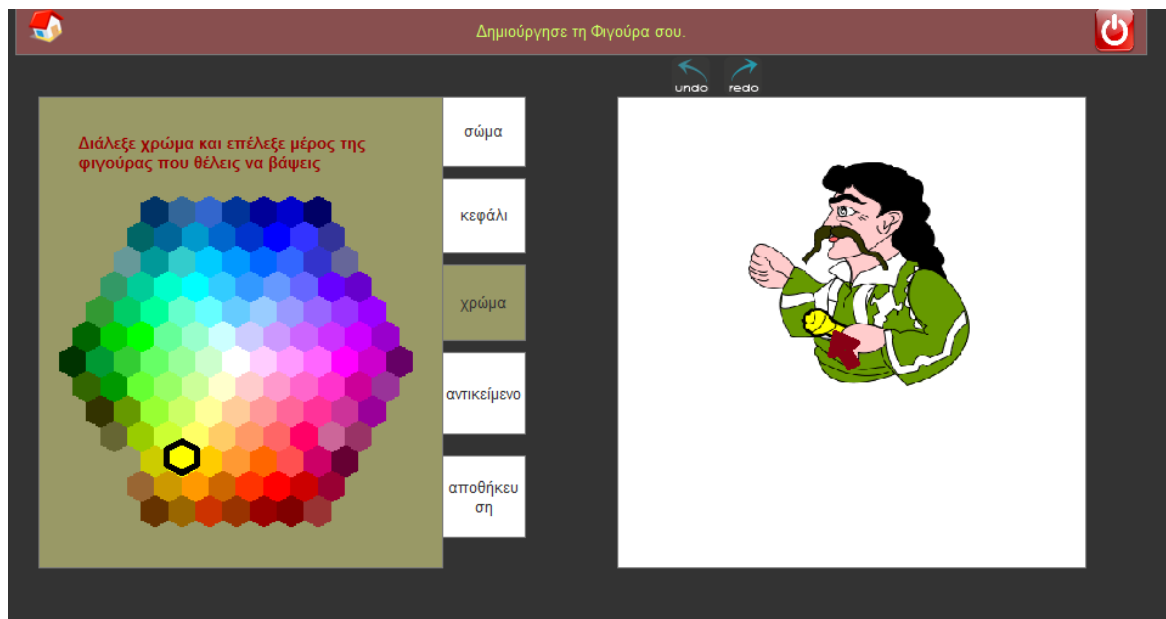 Δημιούργησε τη Φιγούρα σου.
undo redo
Διάλεξε χρώμα και επέλεξε μέρος της
φιγούρας που θέλεις να βάψεις
σώμα
κεφάλι
χρώμα
αντικείμενο
αποθήκευ
ση